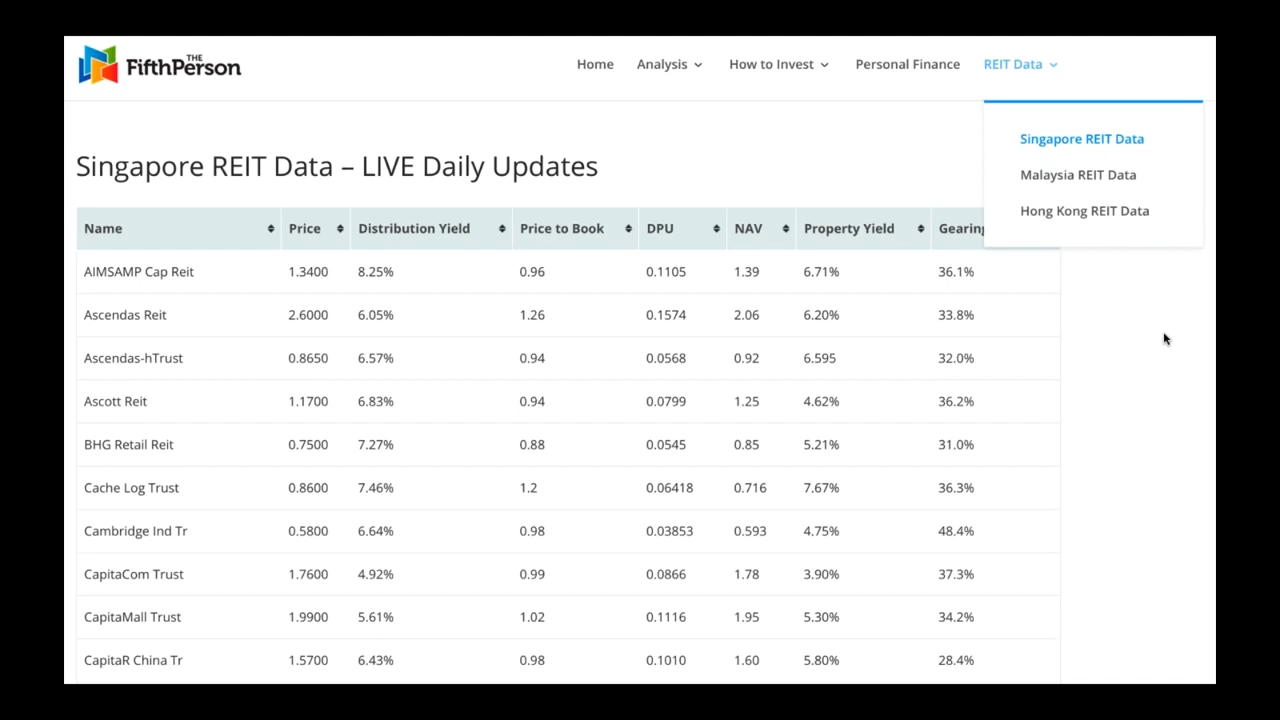 THE
FifthPerson
Home Analysis How to Invest Personal Finance REIT Data
Singapore REIT Data
Malaysia REIT Data
Hong Kong REIT Data
Singapore REIT Data – LIVE Daily Updates
Name Price Distribution Yield Price to Book DPU NAV Property Yield Gearing
AIMSAMP Cap Reit 1.3400 8.25% 0.96 0.1105 1.39 6.71% 36.1%
Ascendas Reit 2.6000 6.05% 1.26 0.1574 2.06 6.20% 33.8%
Ascendas-hTrust 0.8650 6.57% 0.94 0.0568 0.92 6.595 32.0%
Ascott Reit 1.1700 6.83% 0.94 0.0799 1.25 4.62% 36.2%
BHG Retail Reit 0.7500 7.27% 0.88 0.0545 0.85 5.21% 31.0%
Cache Log Trust 0.8600 7.46% 1.2 0.06418 0.716 7.67% 36.3%
Cambridge Ind Tr 0.5800 6.64% 0.98 0.03853 0.593 4.75% 48.4%
CapitaCom Trust 1.7600 4.92% 0.99 0.0866 1.78 3.90% 37.3%
CapitaMall Trust 1.9900 5.61% 1.02 0.1116 1.95 5.30% 34.2%
CapitaR China Tr 1.5700 6.43% 0.98 0.1010 1.60 5.80% 28.4%